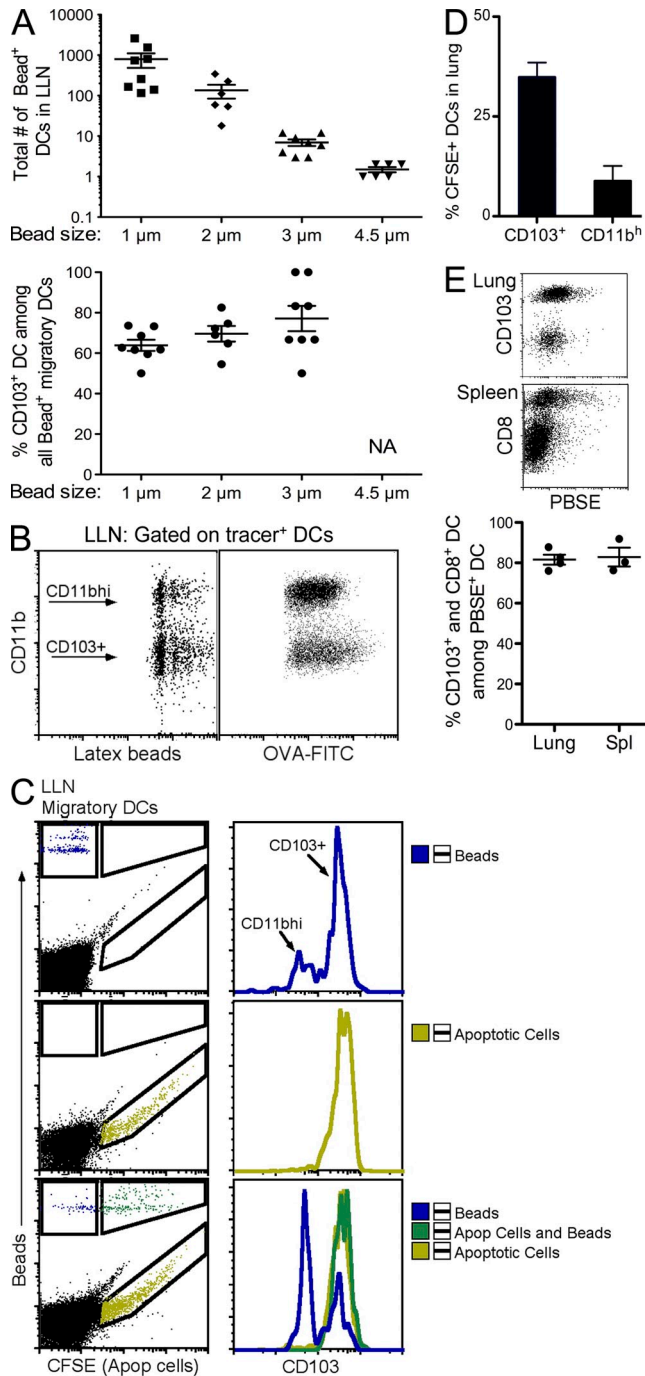 A
Total # of Bead+ DCs in LLN
10000
1000
100
10
1
0.1
Bead size: 1 µm 2 µm 3 µm 4.5 µm
% CD103+ DC among all Bead+ migratory DCs
100
80
60
40
20
0
NA
Bead size: 1 µm 2 µm 3 µm 4.5 µm
B
LLN: Gated on tracer+ DCs
CD11b
CD11bhi
CD103+
Latex beads
OVA-FITC
C
LLN
Migratory DCs
CD103+
CD11bhi
Beads
Apoptotic Cells
Beads
Apop Cells and Beads
Apoptotic Cells
Beads
CFSE (Apop cells)
CD103
D
% CFSE+ DCs in lung
50
25
0
CD103+ CD11bh
E
Lung
CD103
Spleen
CD8
PBSE
% CD103+ and CD8+ DC among PBSE+ DC
100
80
60
40
20
0
Lung Spl